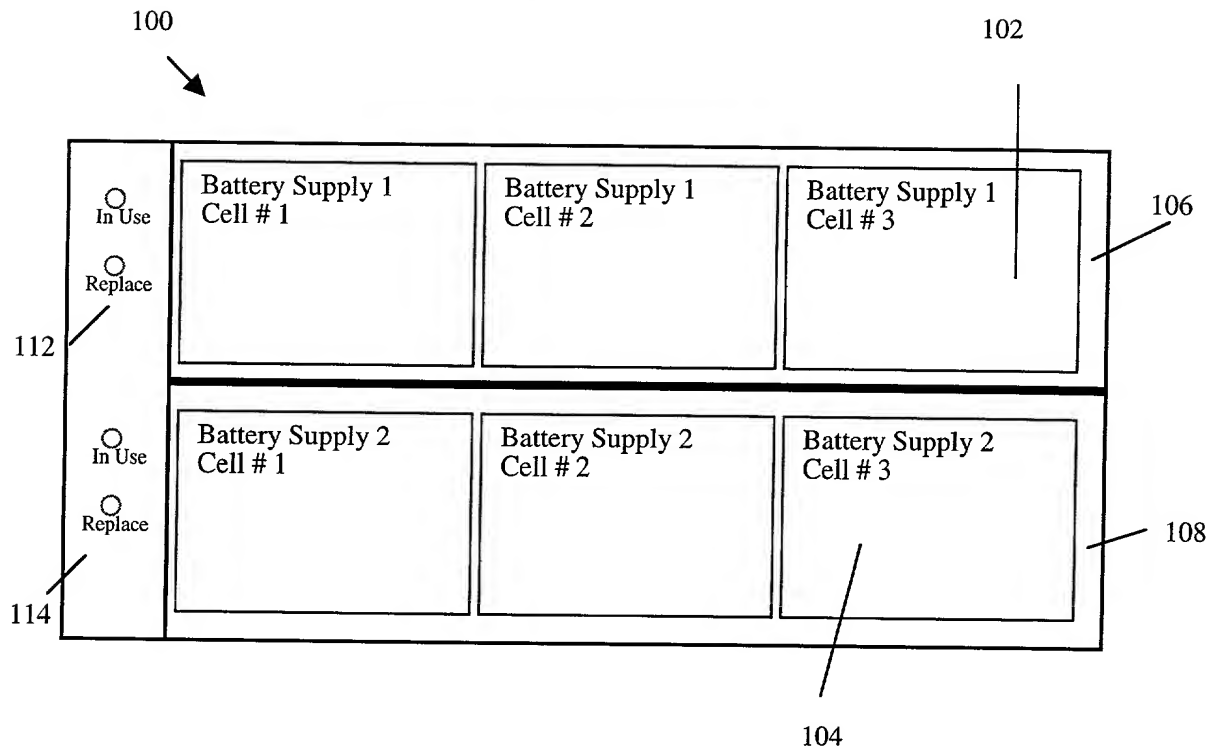 100
102
In Use
Replace
Battery Supply 1
Cell # 1
Battery Supply 1
Cell # 2
Battery Supply 1
Cell # 3
106
112
In Use
Replace
Battery Supply 2
Cell # 1
Battery Supply 2
Cell # 2
Battery Supply 2
Cell # 3
108
114
104